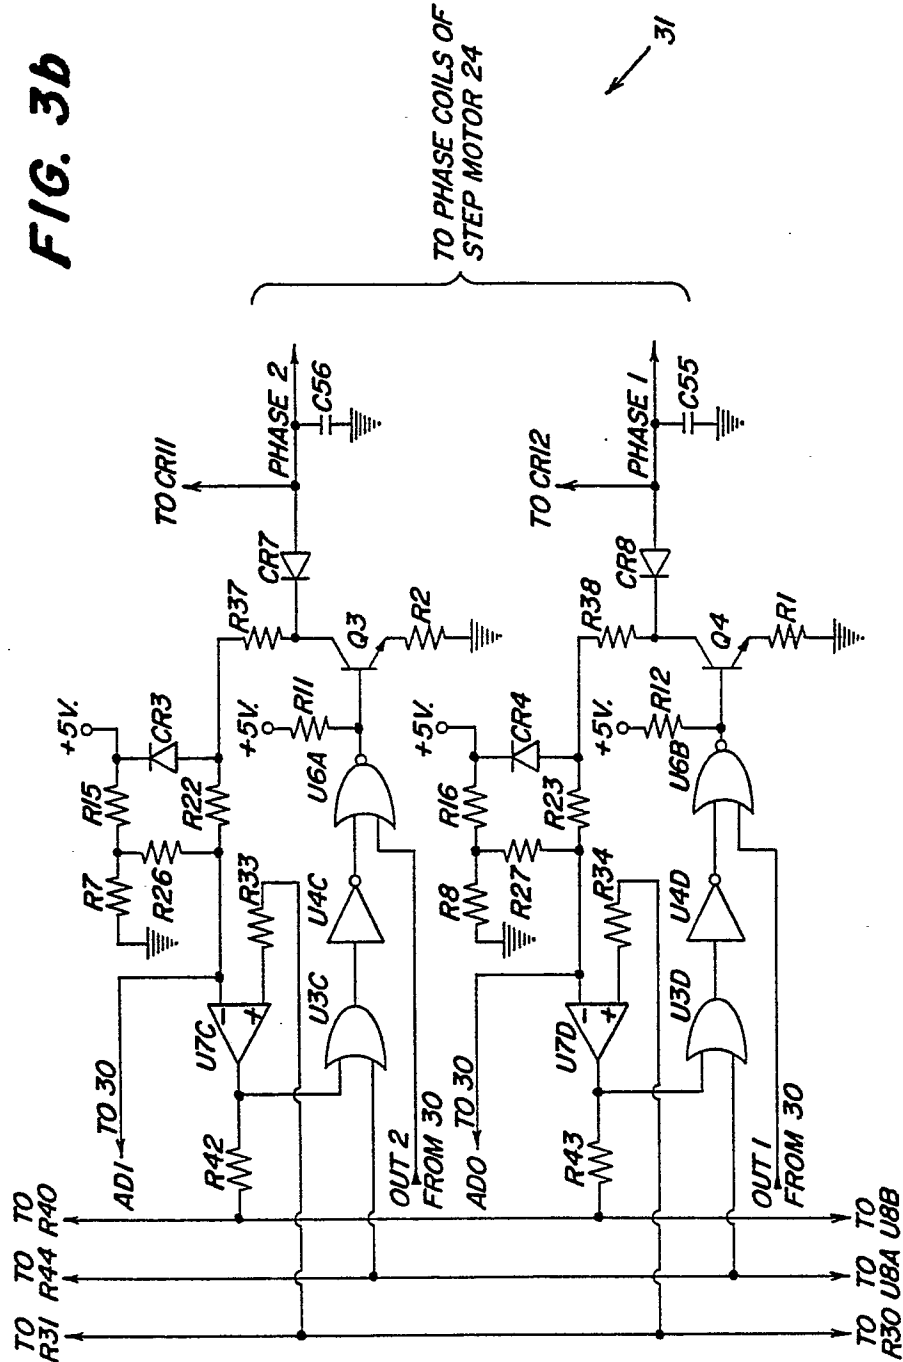 FIG. 3b
31
TO PHASE COILS OF
STEP MOTOR 24
TO CR11
PHASE 2
C56
CR7
R37
Q3
R2
+5V.
CR3
R15
R22
R7
R26
+5V.
R11
U6A
R33
U4C
U3C
U7C
-
+
TO 30
AD1
R42
OUT 2
FROM 30
TO CR12
PHASE 1
C55
CR8
R38
Q4
R1
+5V.
CR4
R16
R23
R8
R27
+5V.
R12
U6B
R34
U4D
U3D
U7D
-
+
TO 30
AD0
R43
OUT 1
FROM 30
TO
R40
TO
R44
TO
R31
TO
U8B
TO
U8A
TO
R30